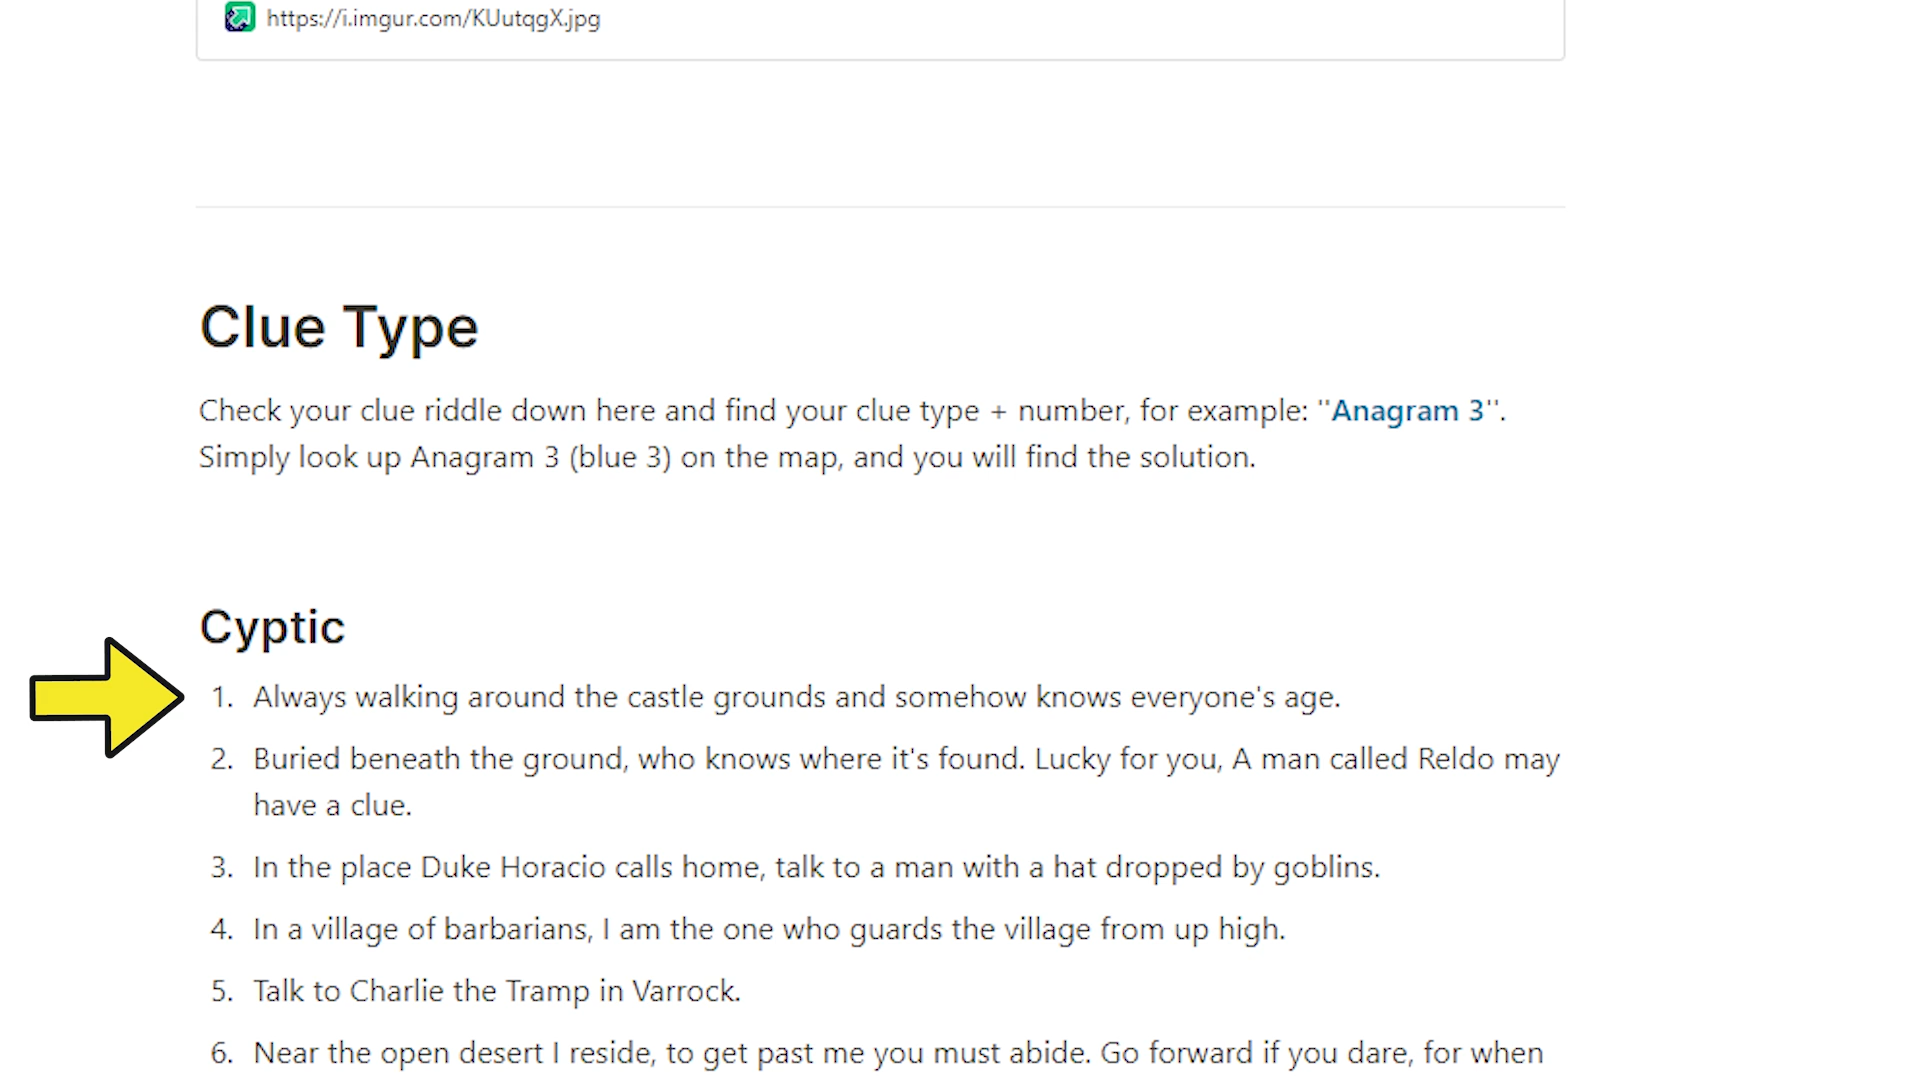 https://i.imgur.com/KUutqgX.jpg
Clue Type
Check your clue riddle down here and find your clue type + number, for example: "Anagram 3".
Simply look up Anagram 3 (blue 3) on the map, and you will find the solution.
Cyptic
1. Always walking around the castle grounds and somehow knows everyone's age.
2. Buried beneath the ground, who knows where it's found. Lucky for you, A man called Reldo may
have a clue.
3. In the place Duke Horacio calls home, talk to a man with a hat dropped by goblins.
4. In a village of barbarians, I am the one who guards the village from up high.
5. Talk to Charlie the Tramp in Varrock.
6. Near the open desert I reside, to get past me you must abide. Go forward if you dare, for when